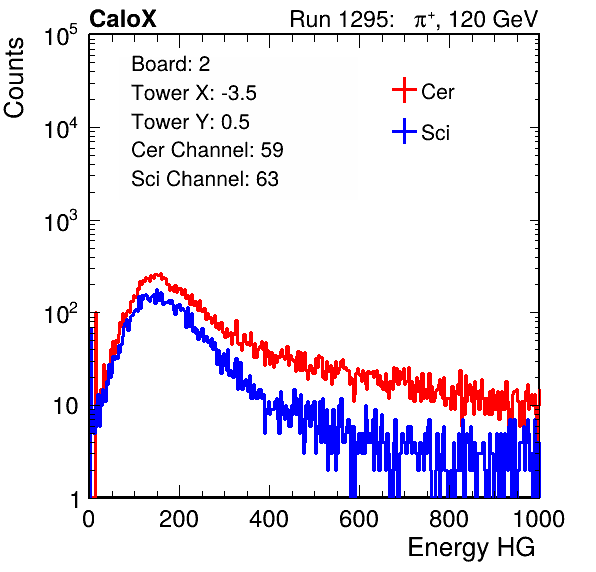 CaloX Run 1295: π⁺, 120 GeV
Counts
10⁵
10⁴
10³
10²
10
1
Board: 2
Tower X: -3.5
Tower Y: 0.5
Cer Channel: 59
Sci Channel: 63
Cer
Sci
0 200 400 600 800 1000
Energy HG